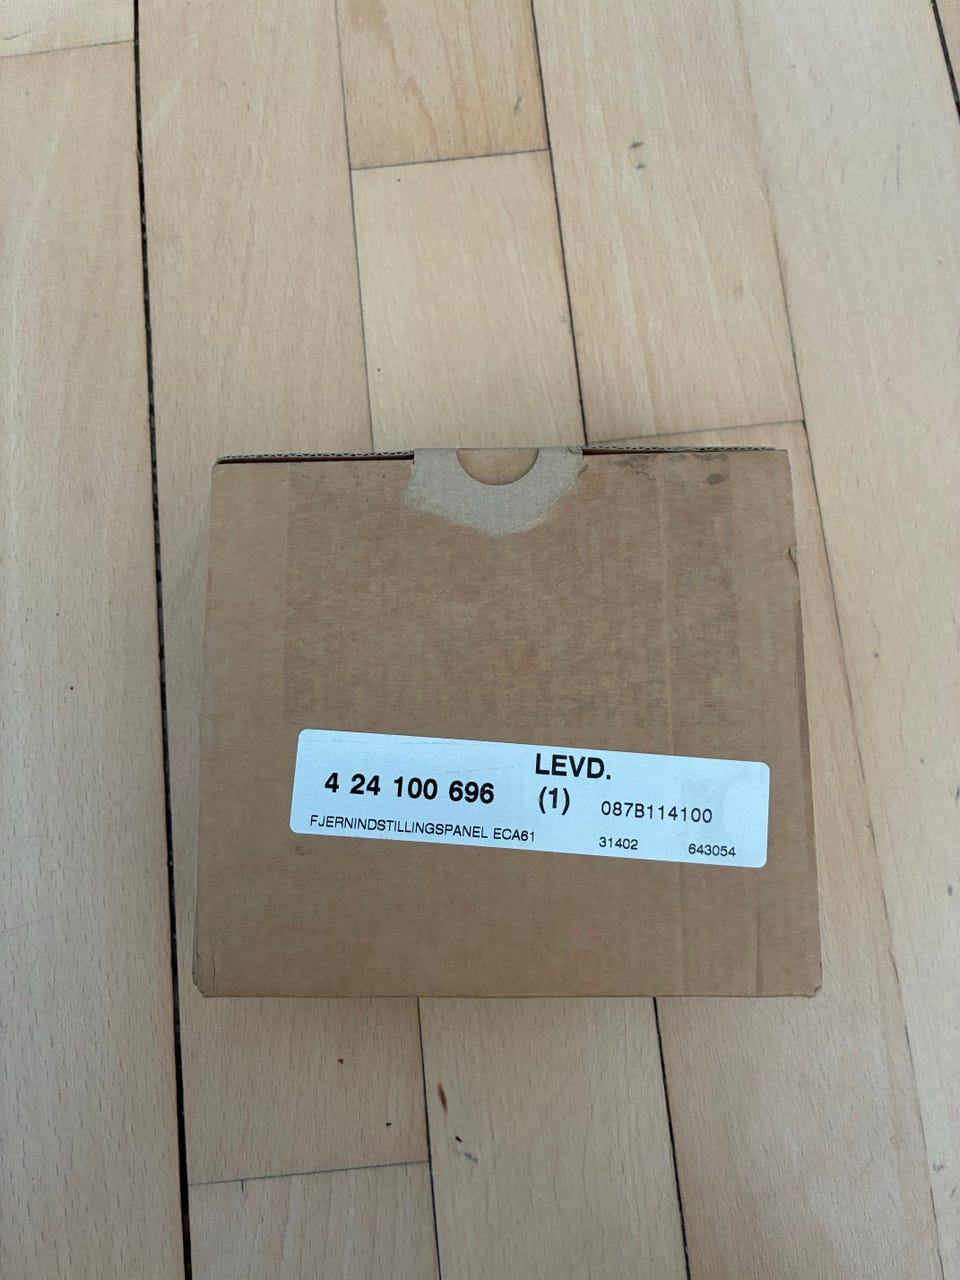 4 24 100 696 LEVD. (1) 087B114100
FJERNINDSTILLINGSPANEL ECA61 31402 643054